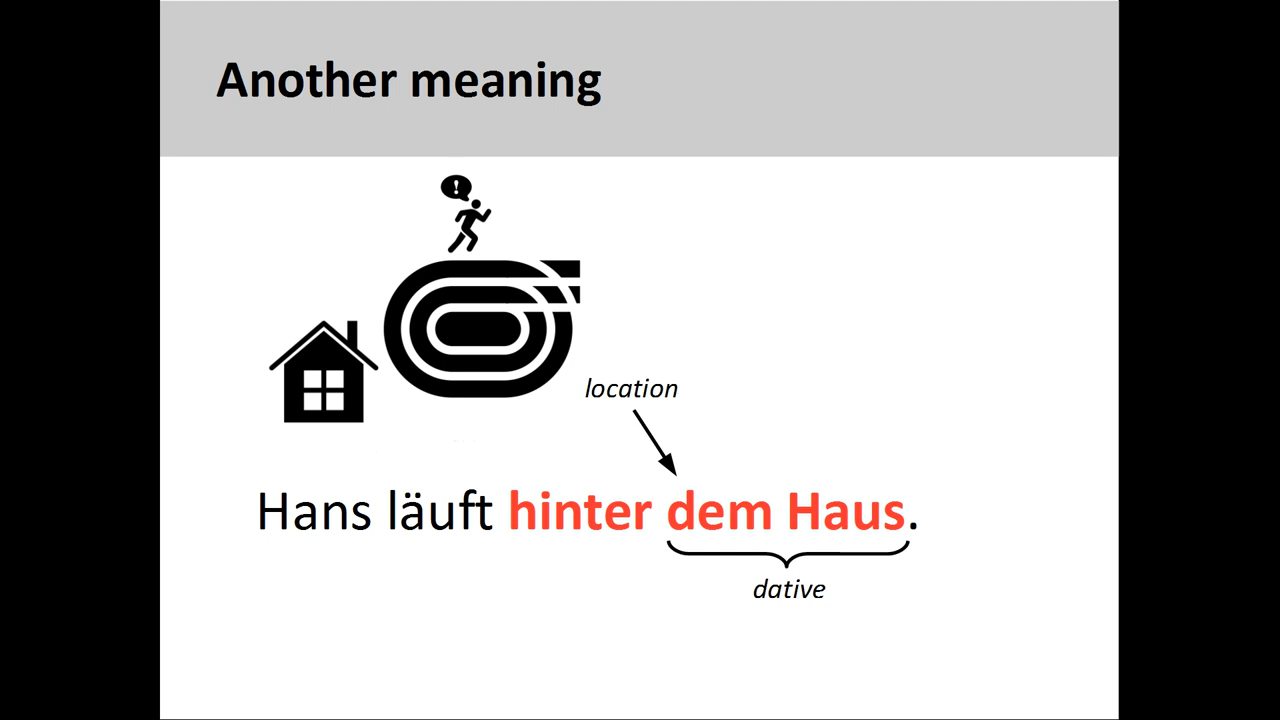 Another meaning
!
location
Hans läuft hinter dem Haus.
dative